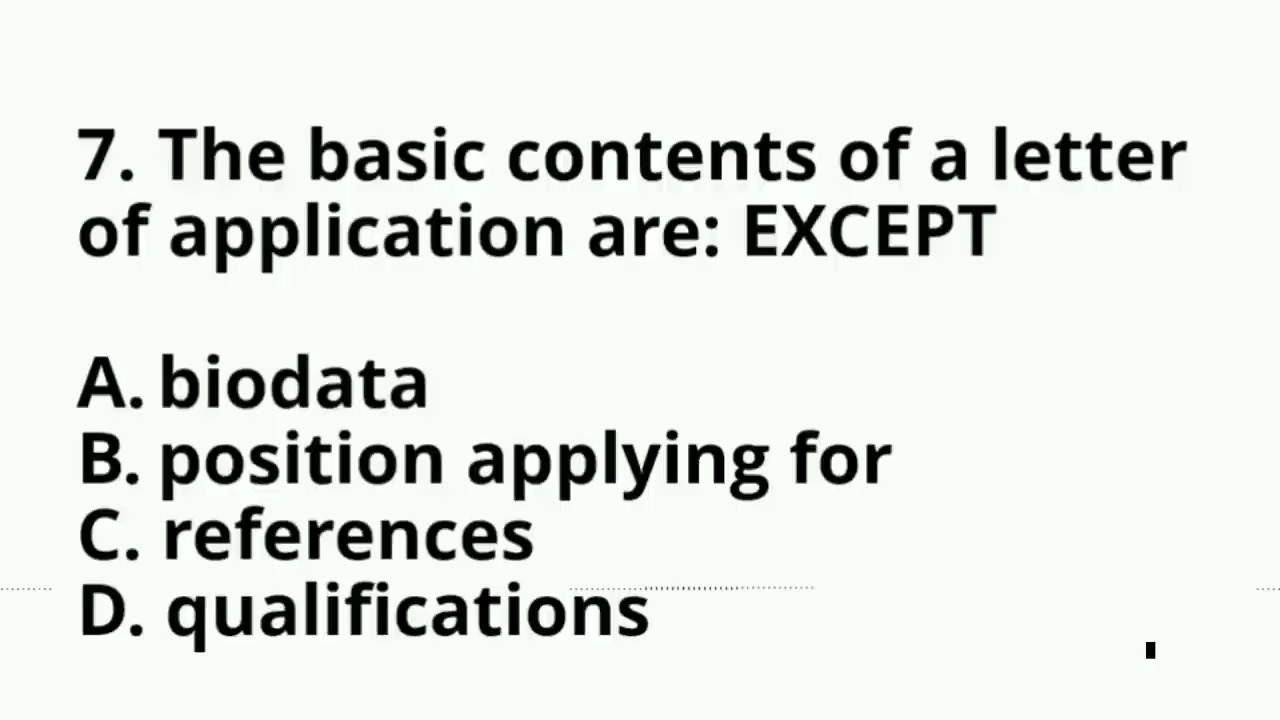 7. The basic contents of a letter
of application are: EXCEPT
A. biodata
B. position applying for
C. references
D. qualifications